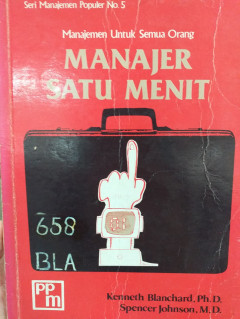 Seri Manajemen Populer No. 5
Manajemen Untuk Semua Orang
MANAJER
SATU MENIT
658
BLA
PPm
Kenneth Blanchard, Ph.D.
Spencer Johnson, M.D.